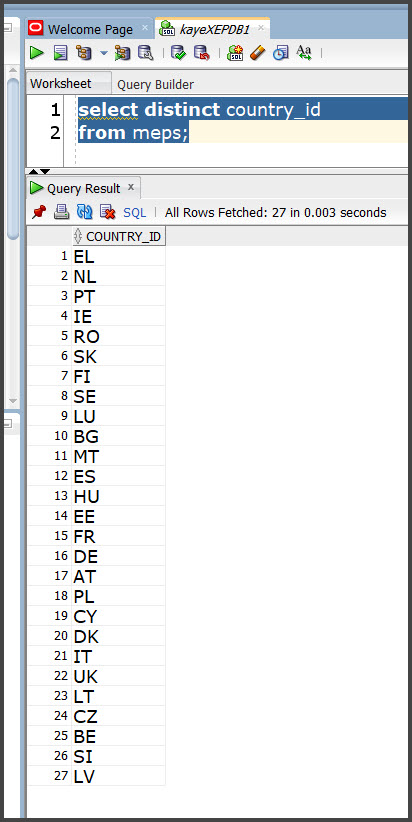 Welcome Page
kayeXEPDB1
SQL
Aa
Worksheet
Query Builder
1 select distinct country_id
2 from meps;
Query Result x
SQL
All Rows Fetched: 27 in 0.003 seconds
COUNTRY_ID
1 EL
2 NL
3 PT
4 IE
5 RO
6 SK
7 FI
8 SE
9 LU
10 BG
11 MT
12 ES
13 HU
14 EE
15 FR
16 DE
17 AT
18 PL
19 CY
20 DK
21 IT
22 UK
23 LT
24 CZ
25 BE
26 SI
27 LV